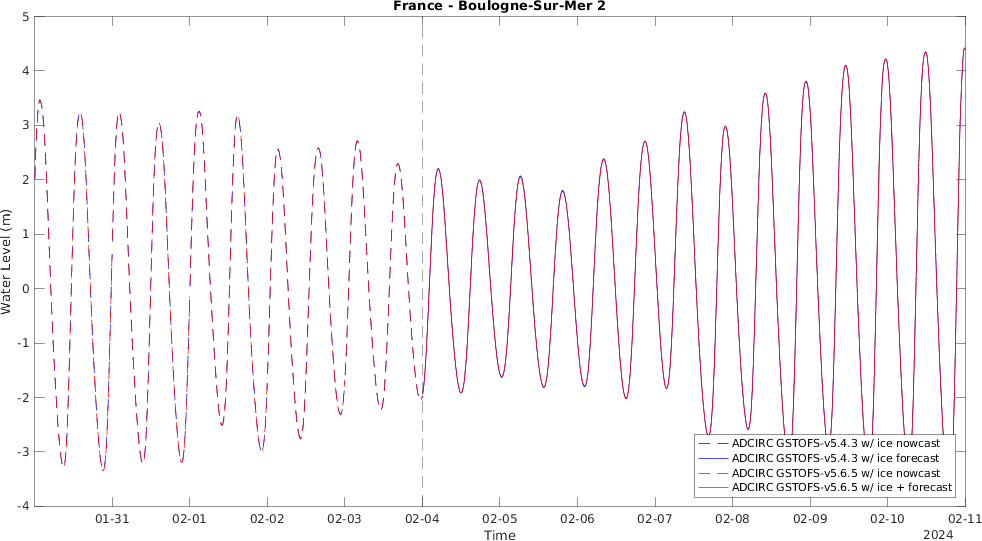 France - Boulogne-Sur-Mer 2
5
4
3
2
1
0
-1
-2
-3
-4
Water Level (m)
ADCIRC GSTOFS-v5.4.3 w/ ice nowcast
ADCIRC GSTOFS-v5.4.3 w/ ice forecast
ADCIRC GSTOFS-v5.6.5 w/ ice nowcast
ADCIRC GSTOFS-v5.6.5 w/ ice + forecast
01-31 02-01 02-02 02-03 02-04 02-05 02-06 02-07 02-08 02-09 02-10 02-11
Time
2024